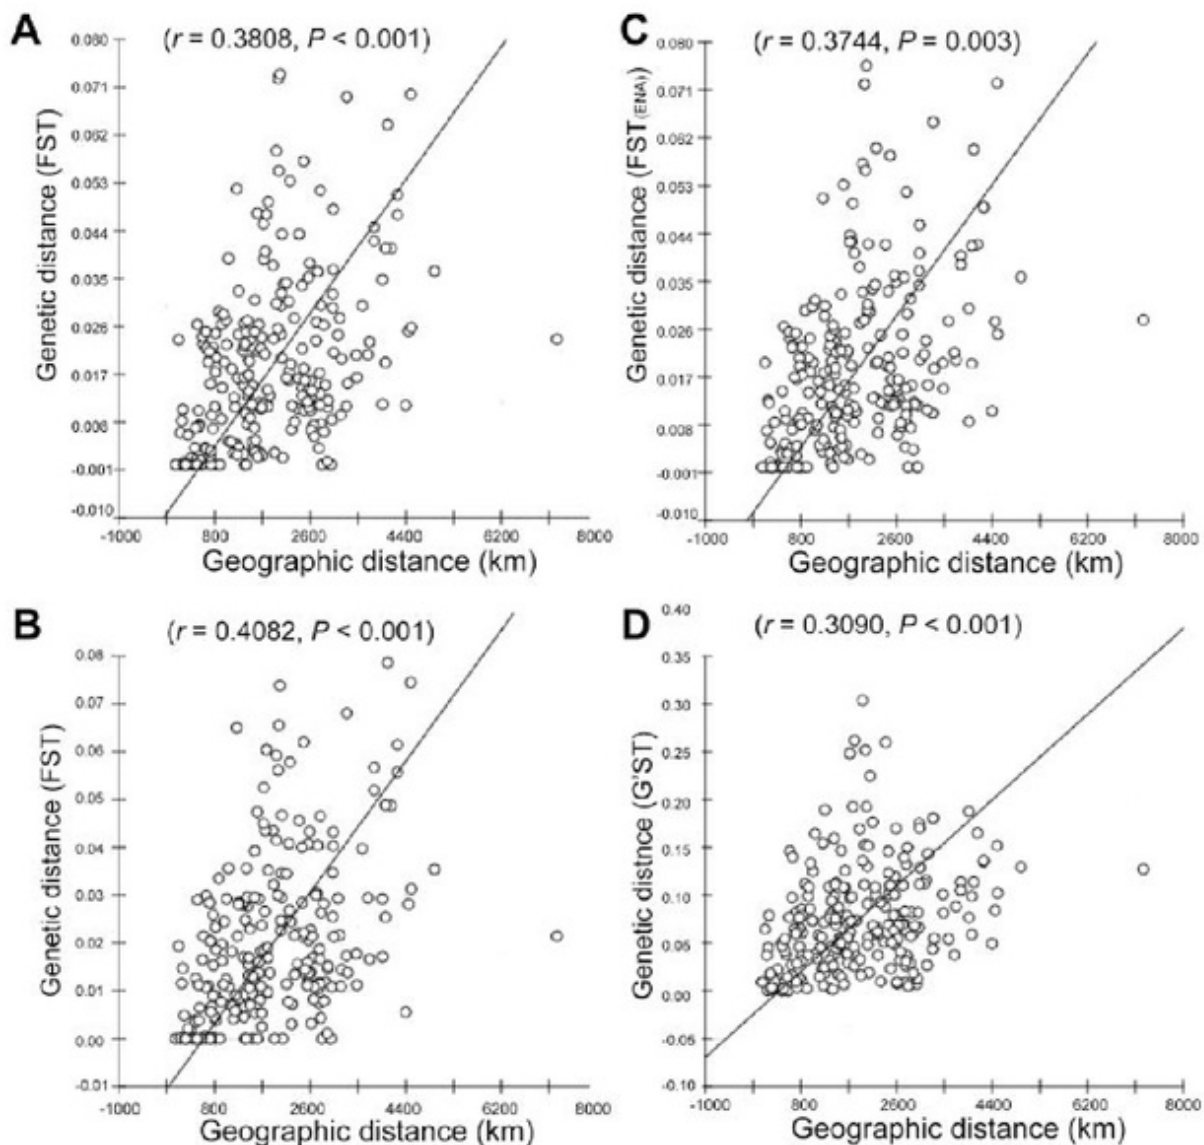 A
(r = 0.3808, P < 0.001)
0.080
0.071
0.062
0.053
0.044
0.035
0.026
0.017
0.008
-0.001
-0.010
Genetic distance (FST)
-1000 800 2600 4400 6200 8000
Geographic distance (km)
C
(r = 0.3744, P = 0.003)
0.080
0.071
0.062
0.053
0.044
0.035
0.026
0.017
0.008
-0.001
-0.010
Genetic distance (FST(ENA))
-1000 800 2600 4400 6200 8000
Geographic distance (km)
B
(r = 0.4082, P < 0.001)
0.08
0.07
0.06
0.05
0.04
0.03
0.02
0.01
0.00
-0.01
Genetic distance (FST)
-1000 800 2600 4400 6200 8000
Geographic distance (km)
D
(r = 0.3090, P < 0.001)
0.40
0.35
0.30
0.25
0.20
0.15
0.10
0.05
0.00
-0.05
-0.10
Genetic distnce (G'ST)
-1000 800 2600 4400 6200 8000
Geographic distance (km)